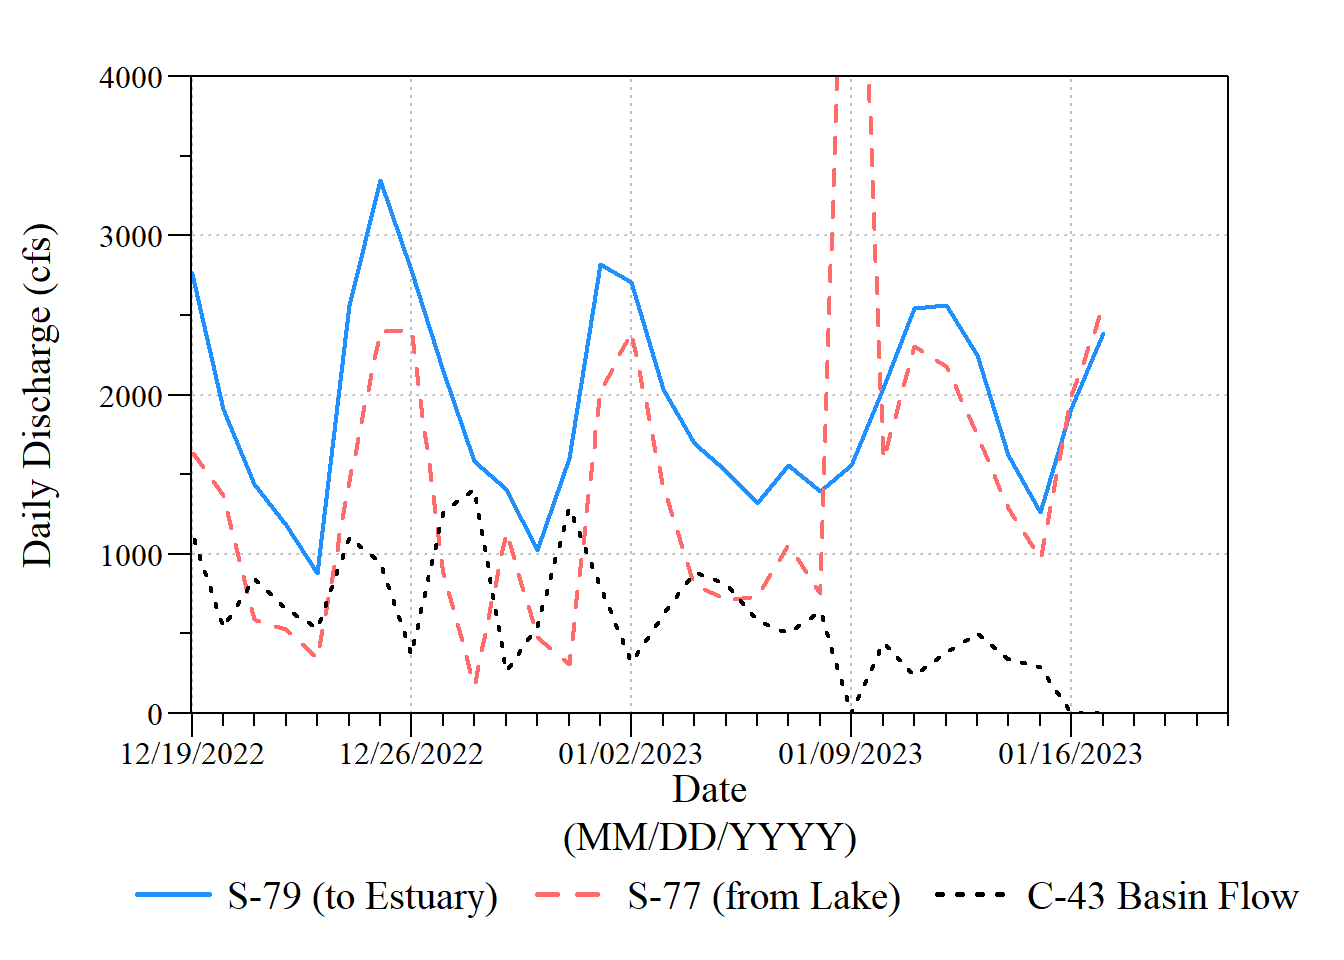 4000
3000
2000
1000
0
Daily Discharge (cfs)
12/19/2022 12/26/2022 01/02/2023 01/09/2023 01/16/2023
Date
(MM/DD/YYYY)
S-79 (to Estuary) S-77 (from Lake) C-43 Basin Flow